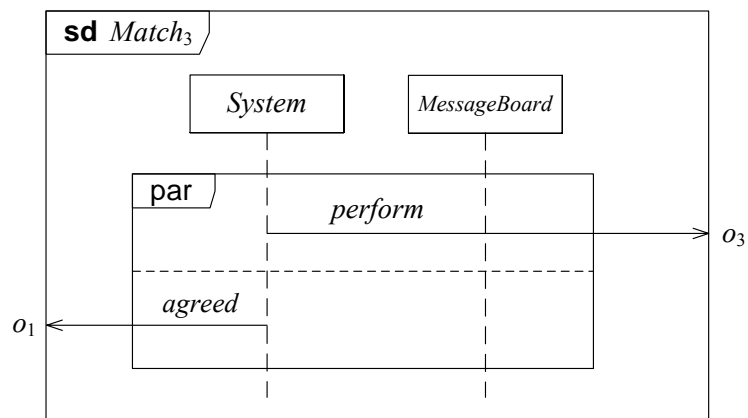 sd Match₃
System
MessageBoard
par
perform
o₃
agreed
o₁